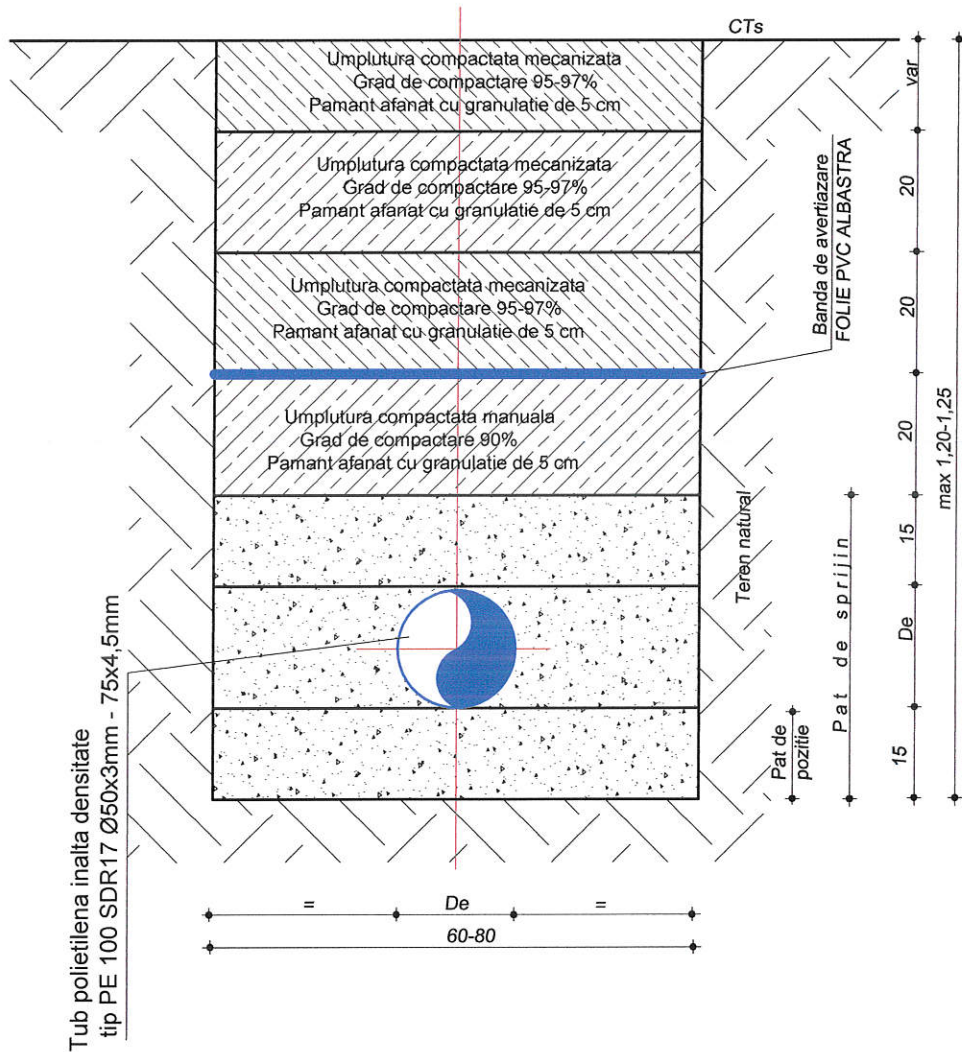 CTs
Umplutura compactata mecanizata
Grad de compactare 95-97%
Pamant afanat cu granulatie de 5 cm
Umplutura compactata mecanizata
Grad de compactare 95-97%
Pamant afanat cu granulatie de 5 cm
Umplutura compactata mecanizata
Grad de compactare 95-97%
Pamant afanat cu granulatie de 5 cm
Umplutura compactata manuala
Grad de compactare 90%
Pamant afanat cu granulatie de 5 cm
Banda de avertiazare
FOLIE PVC ALBASTRA
var
20
20
20
15
De
15
max 1,20-1,25
Teren natural
Pat de sprijin
Pat de
pozitie
Tub polietilena inalta densitate
tip PE 100 SDR17 Ø50x3mm - 75x4,5mm
= De =
60-80